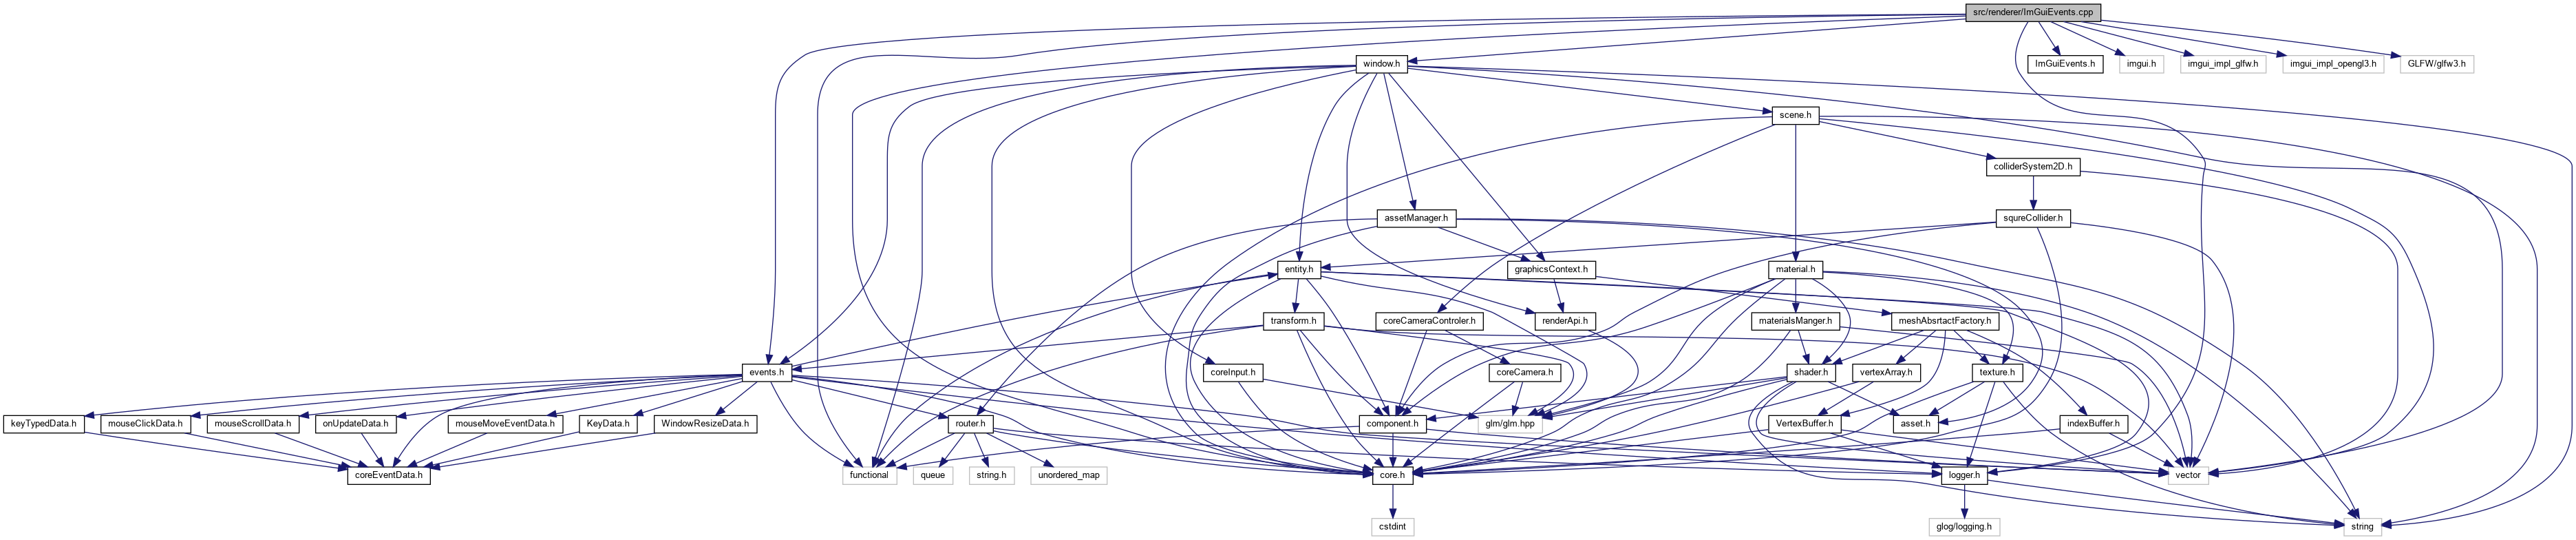 src/renderer/ImGuiEvents.cpp
window.h
ImGuiEvents.h
imgui.h
imgui_impl_glfw.h
imgui_impl_opengl3.h
GLFW/glfw3.h
scene.h
colliderSystem2D.h
assetManager.h
squreCollider.h
entity.h
graphicsContext.h
material.h
transform.h
coreCameraControler.h
renderApi.h
materialsManger.h
meshAbsrtactFactory.h
events.h
coreInput.h
coreCamera.h
shader.h
vertexArray.h
texture.h
keyTypedData.h
mouseClickData.h
mouseScrollData.h
onUpdateData.h
mouseMoveEventData.h
KeyData.h
WindowResizeData.h
router.h
component.h
glm/glm.hpp
VertexBuffer.h
asset.h
indexBuffer.h
coreEventData.h
functional
queue
string.h
unordered_map
core.h
logger.h
vector
cstdint
glog/logging.h
string